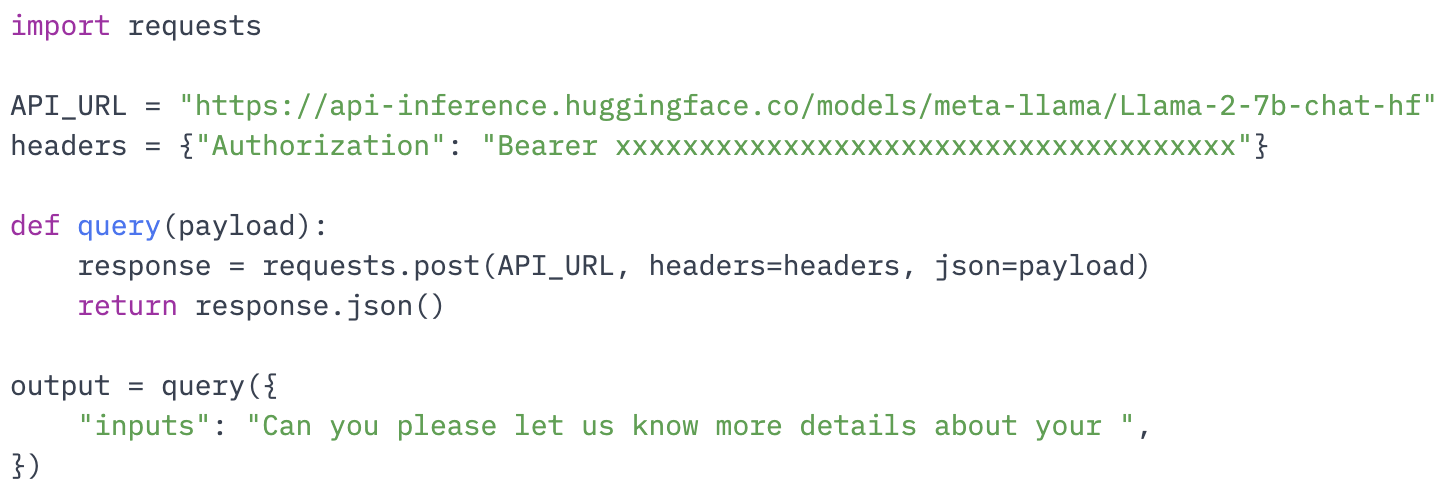 import requests
API_URL = "https://api-inference.huggingface.co/models/meta-llama/Llama-2-7b-chat-hf"
headers = {"Authorization": "Bearer xxxxxxxxxxxxxxxxxxxxxxxxxxxxxxxxxxxxx"}
def query(payload):
    response = requests.post(API_URL, headers=headers, json=payload)
    return response.json()
output = query({
    "inputs": "Can you please let us know more details about your ",
})